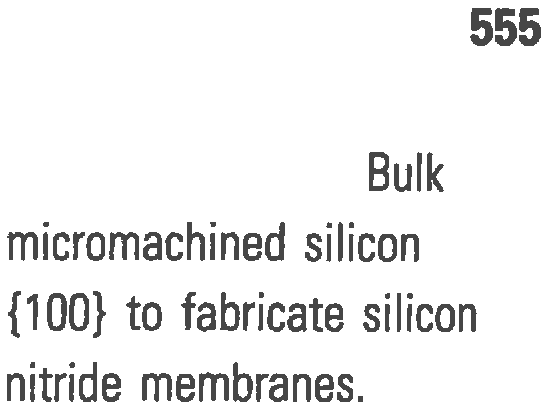 555
Bulk
micromachined silicon
{100} to fabricate silicon
nitride membranes.